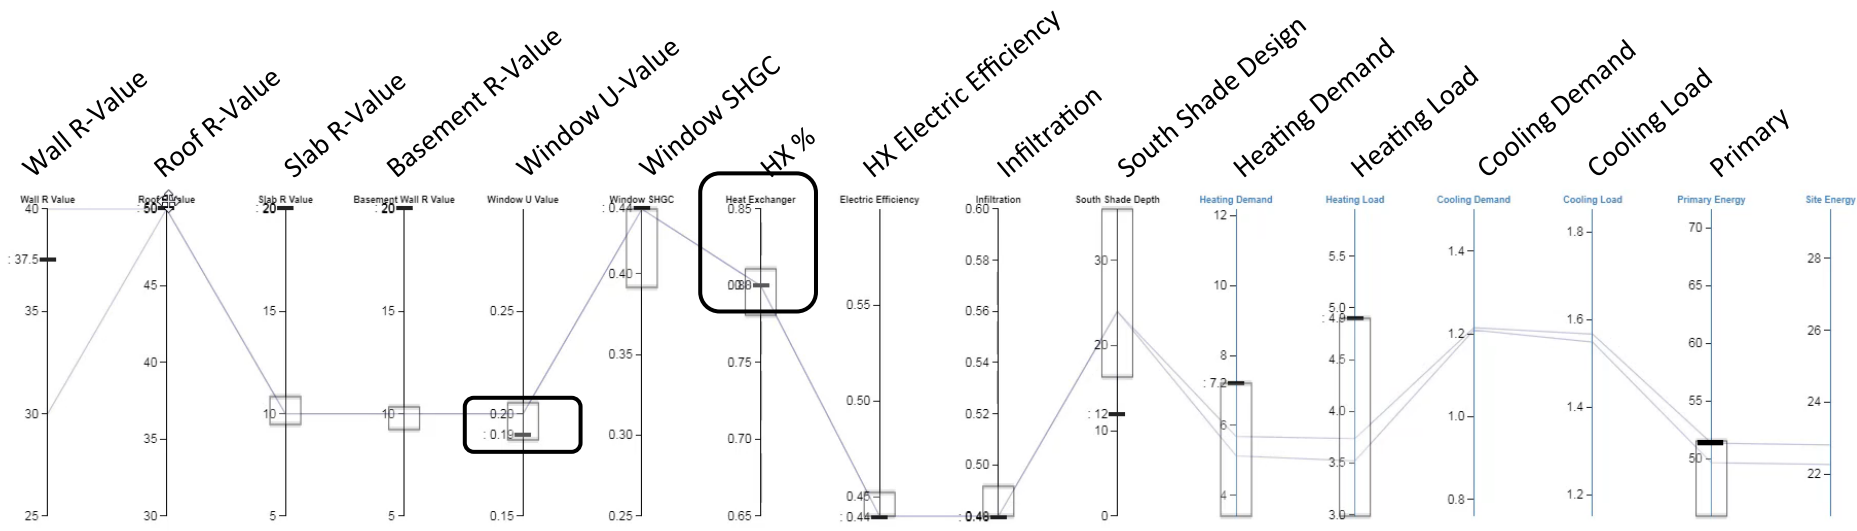 Wall R-Value
Roof R-Value
Slab R-Value
Basement R-Value
Window U-Value
Window SHGC
HX %
HX Electric Efficiency
Infiltration
South Shade Design
Heating Demand
Heating Load
Cooling Demand
Cooling Load
Primary
Wall R Value
Roof R Value
Slab R Value
Basement Wall R Value
Window U Value
Window SHGC
Heat Exchanger
Electric Efficiency
Infiltration
South Shade Depth
Heating Demand
Heating Load
Cooling Demand
Cooling Load
Primary Energy
Site Energy
40
: 37.5
35
30
25
: 50
45
40
35
30
: 20
15
10
5
: 20
15
10
5
0.25
0.20
: 0.19
0.15
: 0.44
0.40
0.35
0.30
0.25
0.85
0.75
0.70
0.65
0.55
0.50
0.45
: 0.44
0.60
0.58
0.56
0.54
0.52
0.50
30
20
: 12
10
0
12
10
8
: 7.2
6
4
5.5
5.0
: 4.9
4.5
4.0
3.5
3.0
1.4
1.2
1.0
0.8
1.8
1.6
1.4
1.2
70
65
60
55
50
28
26
24
22